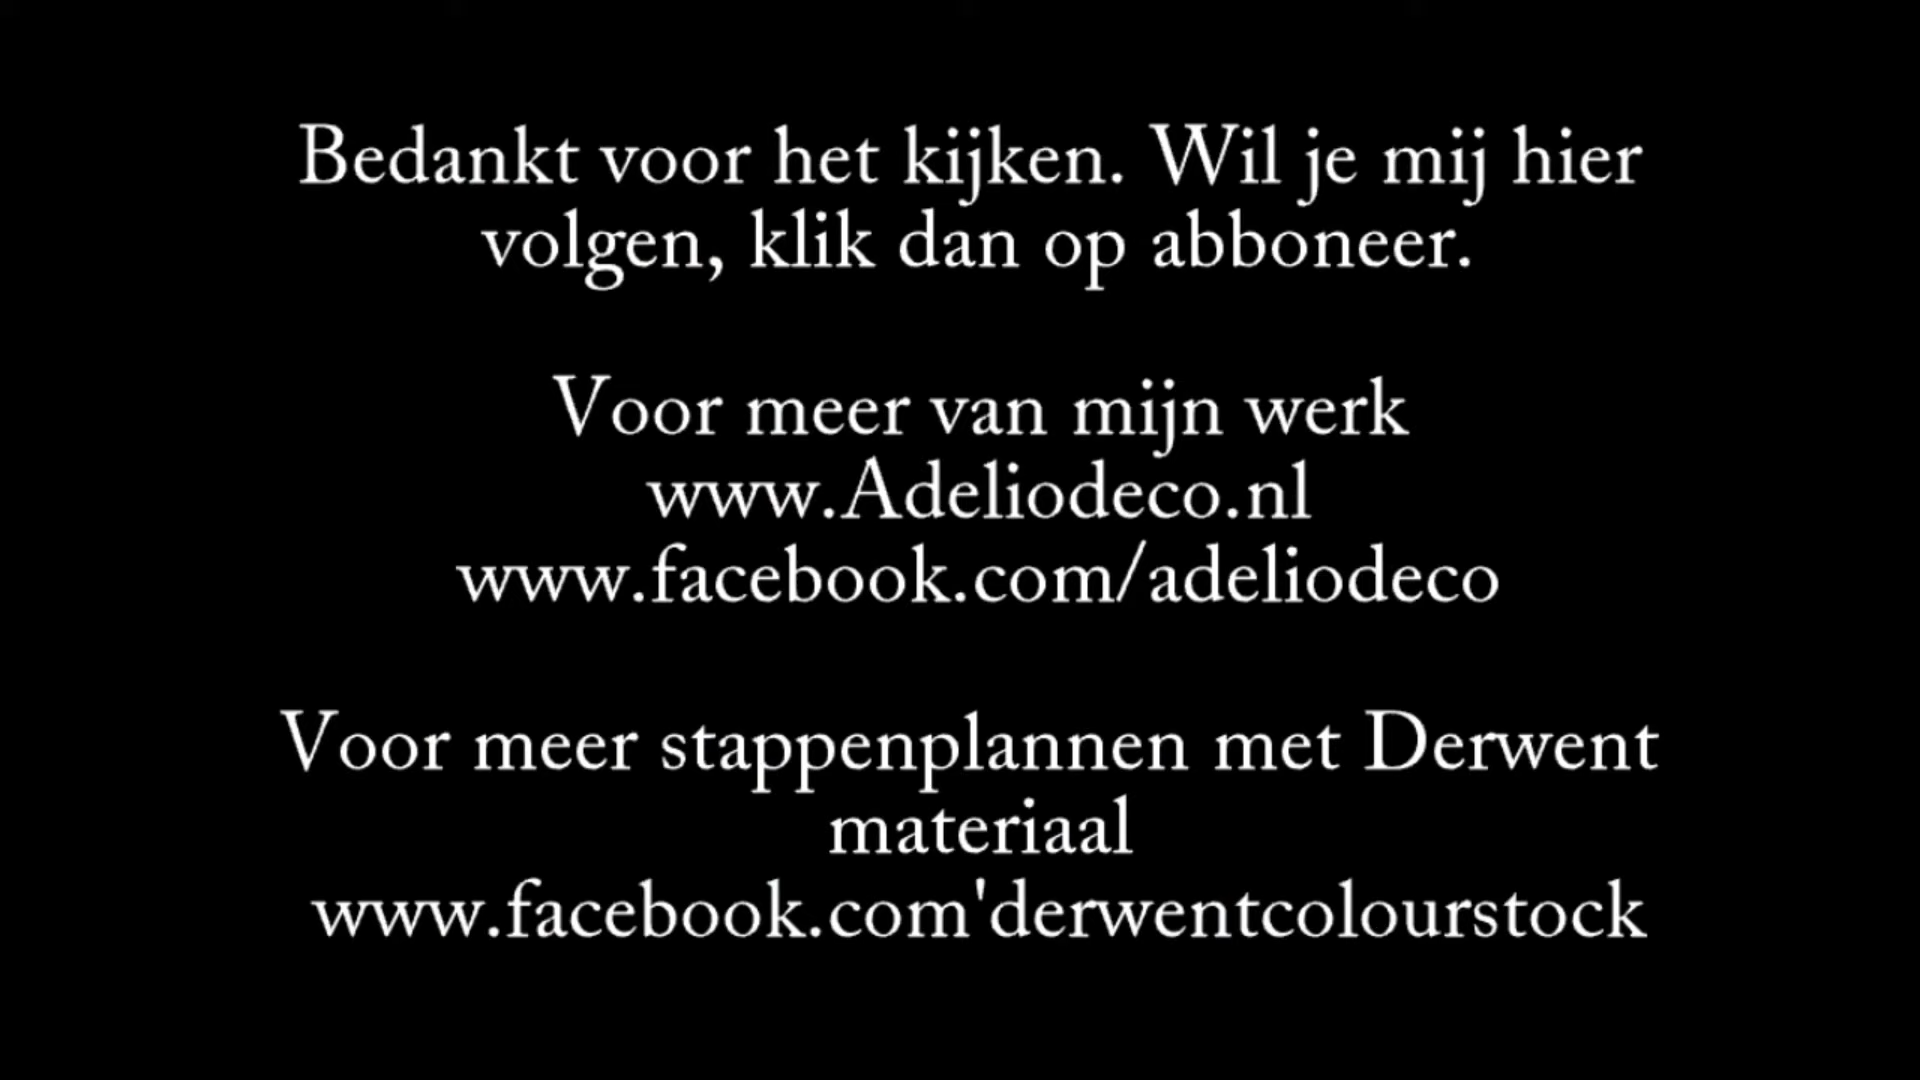 Bedankt voor het kijken. Wil je mij hier
volgen, klik dan op abboneer.
Voor meer van mijn werk
www.Adeliodeco.nl
www.facebook.com/adeliodeco
Voor meer stappenplannen met Derwent
materiaal
www.facebook.com'derwentcolourstock